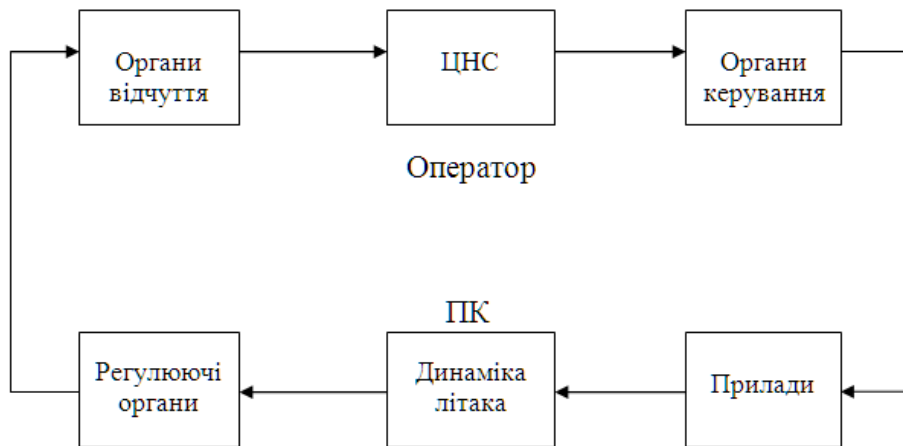 Органи
відчуття
ЦНС
Органи
керування
Оператор
ПК
Регулюючі
органи
Динаміка
літака
Прилади